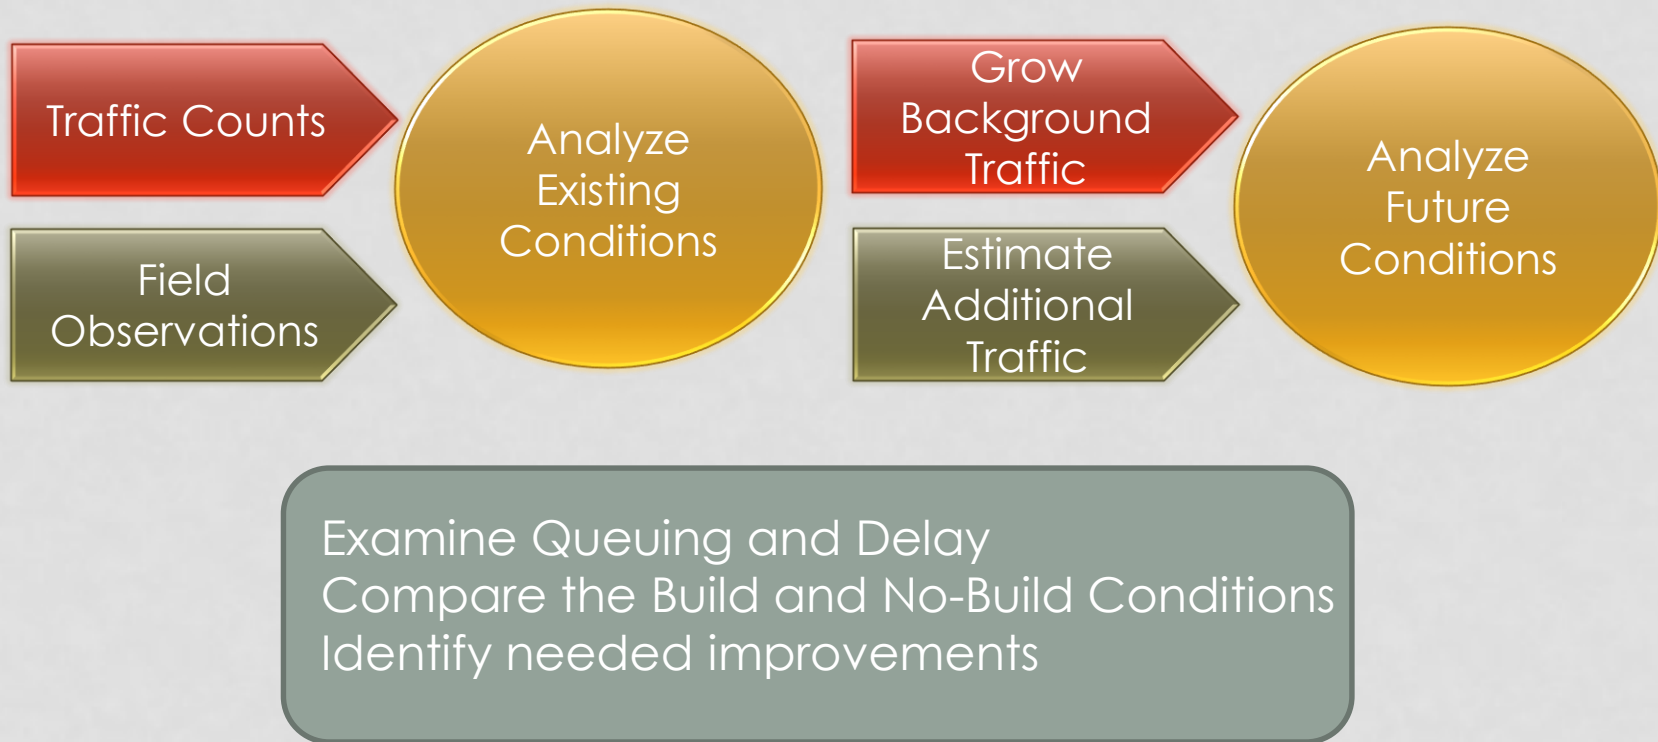 Traffic Counts
Field
Observations
Analyze
Existing
Conditions
Grow
Background
Traffic
Estimate
Additional
Traffic
Analyze
Future
Conditions
Examine Queuing and Delay
Compare the Build and No-Build Conditions
Identify needed improvements